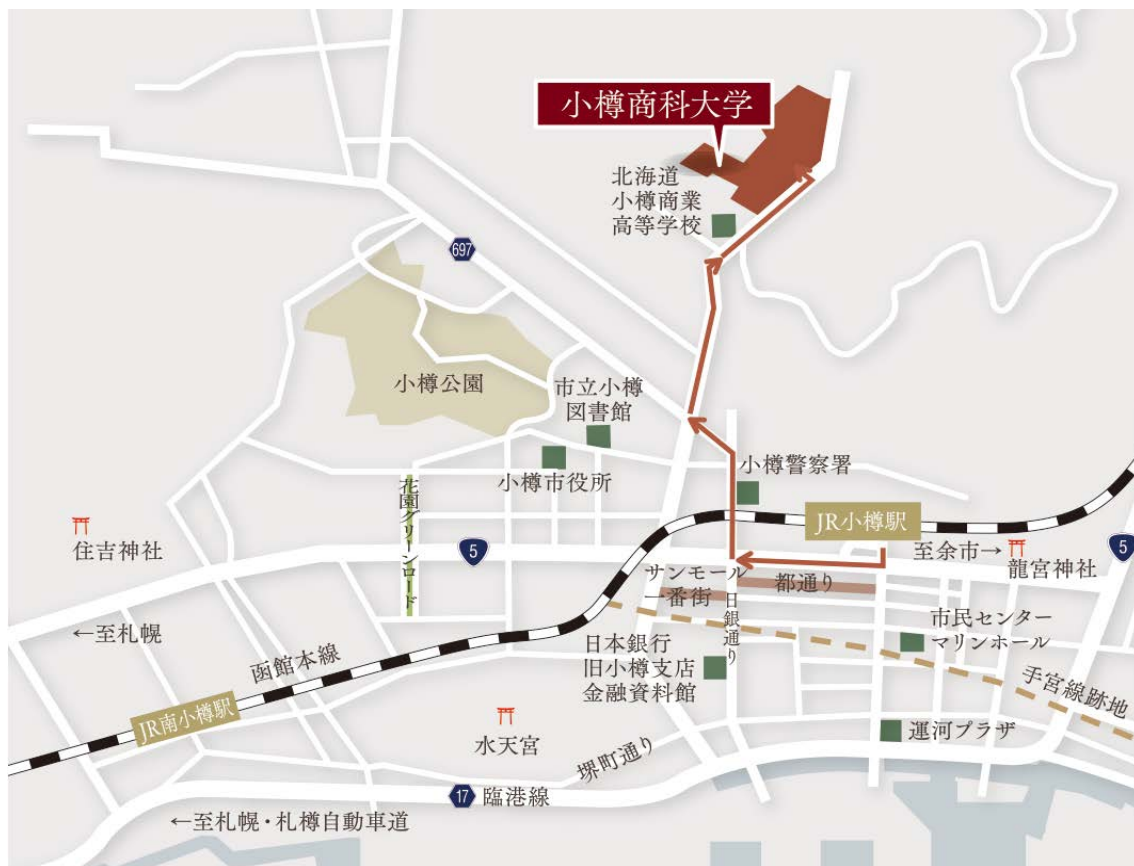 小樽商科大学
北海道
小樽商業
高等学校
697
小樽公園
市立小樽
図書館
小樽市役所
小樽警察署
花園グリーンロード
JR小樽駅
住吉神社
5
至余市→
龍宮神社
5
サンモール
一番街
都通り
日銀通り
←至札幌
函館本線
市民センター
マリンホール
日本銀行
旧小樽支店
金融資料館
手宮線跡地
JR南小樽駅
水天宮
運河プラザ
堺町通り
17
臨港線
←至札幌・札樽自動車道